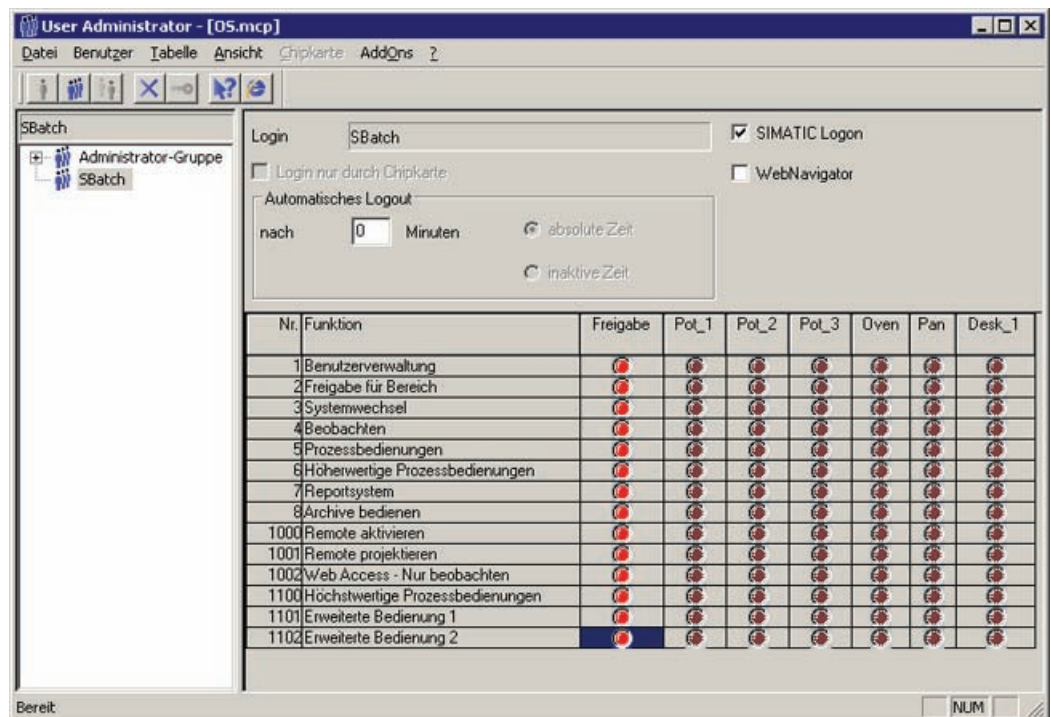 User Administrator - [OS.mcp]
Datei Benutzer Tabelle Ansicht Chipkarte AddOns ?
SBatch
Administrator-Gruppe
SBatch
Login SBatch
SIMATIC Logon
Login nur durch Chipkarte
WebNavigator
Automatisches Logout
nach 0 Minuten absolute Zeit
inaktive Zeit
Nr. Funktion Freigabe Pot_1 Pot_2 Pot_3 Oven Pan Desk_1
1 Benutzerverwaltung
2 Freigabe für Bereich
3 Systemwechsel
4 Beobachten
5 Prozessbedienungen
6 Höherwertige Prozessbedienungen
7 Reportsystem
8 Archive bedienen
1000 Remote aktivieren
1001 Remote projektieren
1002 Web Access - Nur beobachten
1100 Höchstwertige Prozessbedienungen
1101 Erweiterte Bedienung 1
1102 Erweiterte Bedienung 2
Bereit NUM